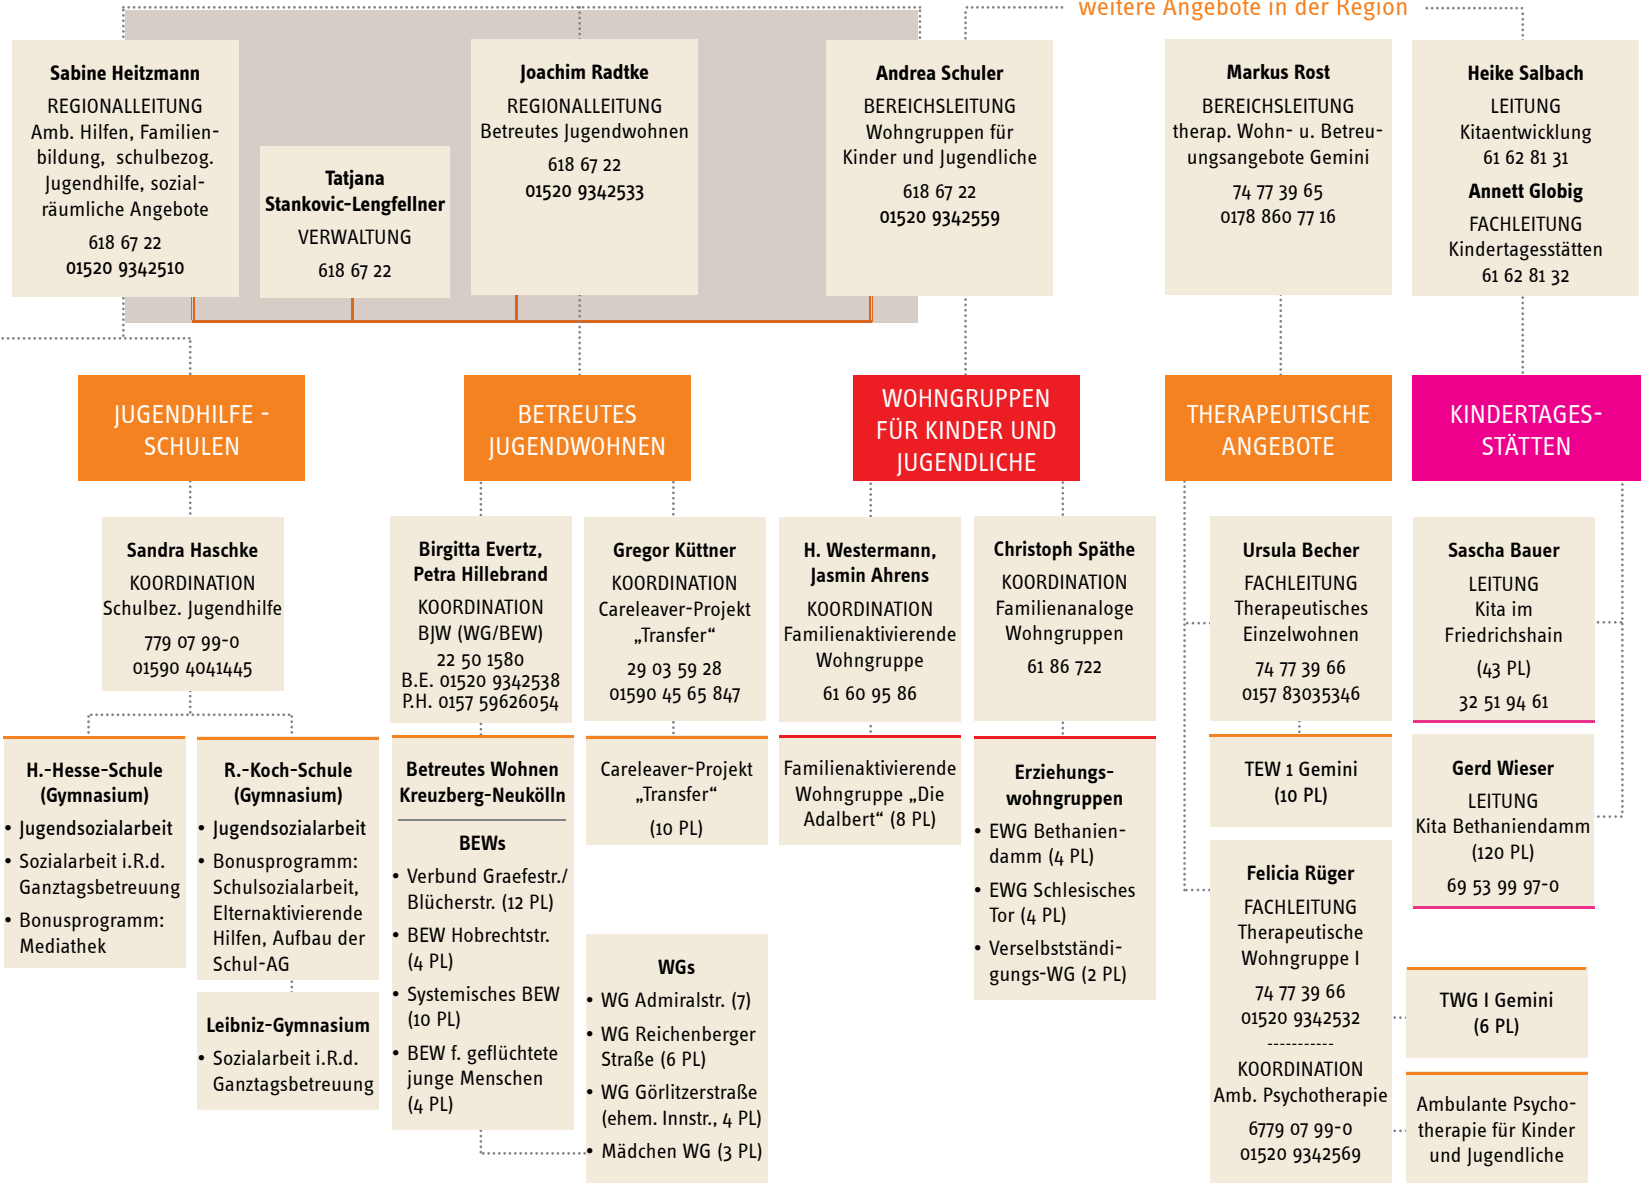 weitere Angebote in der Region
Sabine Heitzmann
REGIONALLEITUNG
Amb. Hilfen, Familien-
bildung, schulbezog.
Jugendhilfe, sozial-
räumliche Angebote
618 67 22
01520 9342510
Tatjana
Stankovic-Lengfellner
VERWALTUNG
618 67 22
Joachim Radtke
REGIONALLEITUNG
Betreutes Jugendwohnen
618 67 22
01520 9342533
Andrea Schuler
BEREICHSLEITUNG
Wohngruppen für
Kinder und Jugendliche
618 67 22
01520 9342559
Markus Rost
BEREICHSLEITUNG
therap. Wohn- u. Betreu-
ungsangebote Gemini
74 77 39 65
0178 860 77 16
Heike Salbach
LEITUNG
Kitaentwicklung
61 62 81 31
Annett Globig
FACHLEITUNG
Kindertagesstätten
61 62 81 32
JUGENDHILFE -
SCHULEN
BETREUTES
JUGENDWOHNEN
WOHNGRUPPEN
FÜR KINDER UND
JUGENDLICHE
THERAPEUTISCHE
ANGEBOTE
KINDERTAGES-
STÄTTEN
Sandra Haschke
KOORDINATION
Schulbez. Jugendhilfe
779 07 99-0
01590 4041445
Birgitta Evertz,
Petra Hillebrand
KOORDINATION
BJW (WG/BEW)
22 50 1580
B.E. 01520 9342538
P.H. 0157 59626054
Gregor Küttner
KOORDINATION
Careleaver-Projekt
„Transfer“
29 03 59 28
01590 45 65 847
H. Westermann,
Jasmin Ahrens
KOORDINATION
Familienaktivierende
Wohngruppe
61 60 95 86
Christoph Späthe
KOORDINATION
Familienanaloge
Wohngruppen
61 86 722
Ursula Becher
FACHLEITUNG
Therapeutisches
Einzelwohnen
74 77 39 66
0157 83035346
Sascha Bauer
LEITUNG
Kita im
Friedrichshain
(43 PL)
32 51 94 61
H.-Hesse-Schule
(Gymnasium)
• Jugendsozialarbeit
• Sozialarbeit i.R.d.
Ganztagsbetreuung
• Bonusprogramm:
Mediathek
R.-Koch-Schule
(Gymnasium)
• Jugendsozialarbeit
• Bonusprogramm:
Schulsozialarbeit,
Elternaktivierende
Hilfen, Aufbau der
Schul-AG
Leibniz-Gymnasium
• Sozialarbeit i.R.d.
Ganztagsbetreuung
Betreutes Wohnen
Kreuzberg-Neukölln
BEWs
• Verbund Graefestr./
Blücherstr. (12 PL)
• BEW Hobrechtstr.
(4 PL)
• Systemisches BEW
(10 PL)
• BEW f. geflüchtete
junge Menschen
(4 PL)
Careleaver-Projekt
„Transfer“
(10 PL)
WGs
• WG Admiralstr. (7)
• WG Reichenberger
Straße (6 PL)
• WG Görlitzerstraße
(ehem. Innstr., 4 PL)
• Mädchen WG (3 PL)
Familienaktivierende
Wohngruppe „Die
Adalbert“ (8 PL)
Erziehungs-
wohngruppen
• EWG Bethanien-
damm (4 PL)
• EWG Schlesisches
Tor (4 PL)
• Verselbstständi-
gungs-WG (2 PL)
TEW 1 Gemini
(10 PL)
Felicia Rüger
FACHLEITUNG
Therapeutische
Wohngruppe I
74 77 39 66
01520 9342532
-----------
KOORDINATION
Amb. Psychotherapie
6779 07 99-0
01520 9342569
Gerd Wieser
LEITUNG
Kita Bethaniendamm
(120 PL)
69 53 99 97-0
TWG I Gemini
(6 PL)
Ambulante Psycho-
therapie für Kinder
und Jugendliche